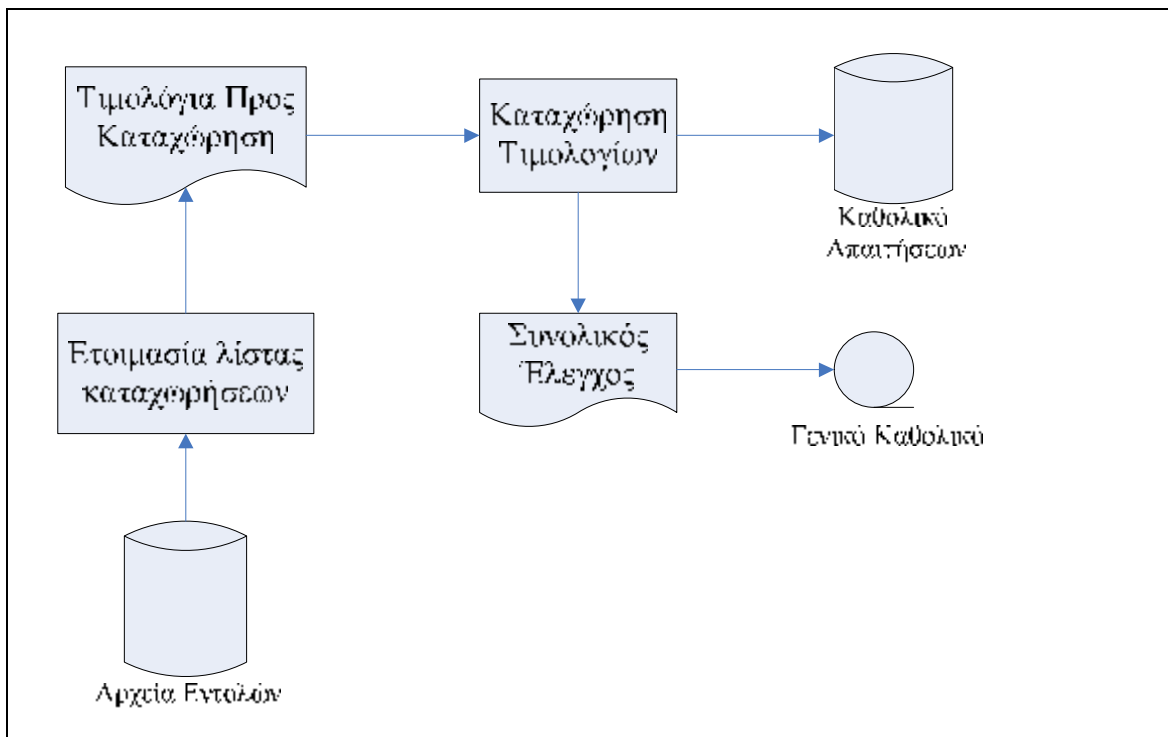 Τιμολόγια Προς
Καταχώρηση
Καταχώρηση
Τιμολογίων
Καθολικό
Απαιτήσεων
Ετοιμασία λίστας
καταχωρήσεων
Συνολικός
Έλεγχος
Γενικό Καθολικό
Αρχεία Εντολών